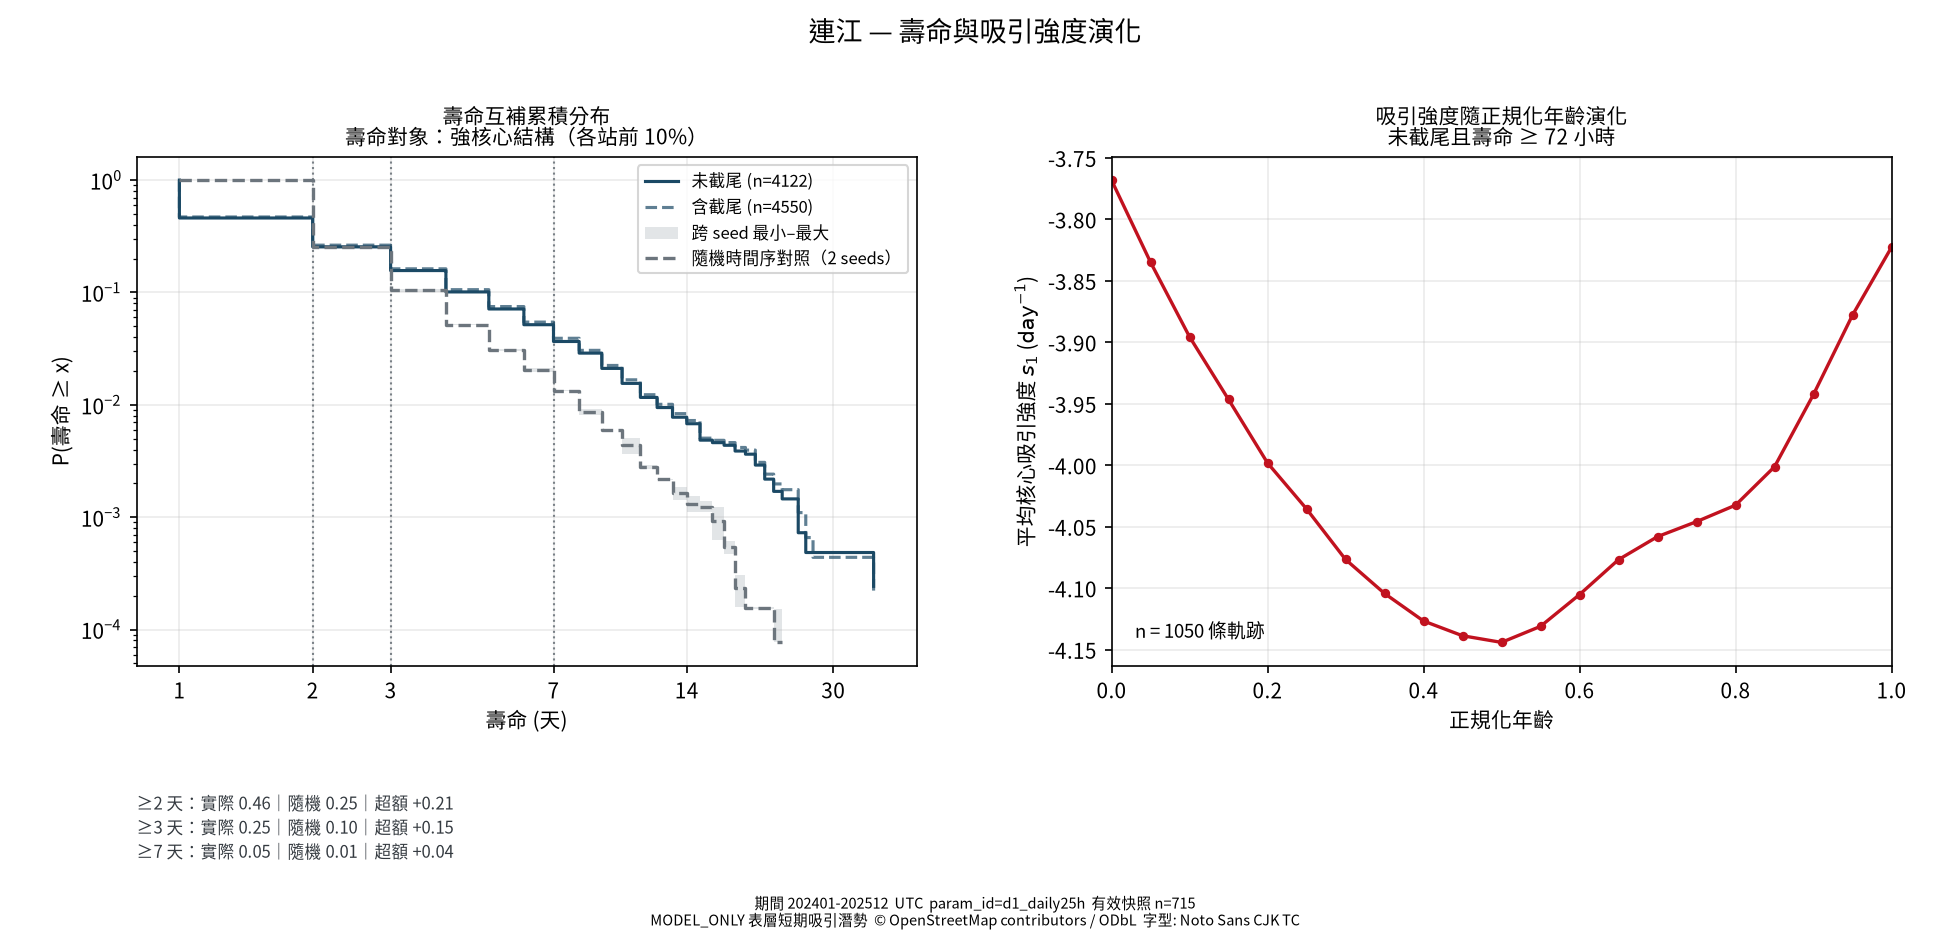 連江 — 壽命與吸引強度演化
壽命互補累積分布
壽命對象：強核心結構（各站前 10%）
P(壽命 ≥ x)
10⁰
10⁻¹
10⁻²
10⁻³
10⁻⁴
未截尾 (n=4122)
含截尾 (n=4550)
跨 seed 最小–最大
隨機時間序對照（2 seeds）
1 2 3 7 14 30
壽命 (天)
≥2 天：實際 0.46｜隨機 0.25｜超額 +0.21
≥3 天：實際 0.25｜隨機 0.10｜超額 +0.15
≥7 天：實際 0.05｜隨機 0.01｜超額 +0.04
吸引強度隨正規化年齡演化
未截尾且壽命 ≥ 72 小時
平均核心吸引強度 s₁ (day⁻¹)
-3.75
-3.80
-3.85
-3.90
-3.95
-4.00
-4.05
-4.10
-4.15
n = 1050 條軌跡
0.0 0.2 0.4 0.6 0.8 1.0
正規化年齡
期間 202401-202512 UTC param_id=d1_daily25h 有效快照 n=715
MODEL_ONLY 表層短期吸引潛勢 © OpenStreetMap contributors / ODbL 字型: Noto Sans CJK TC